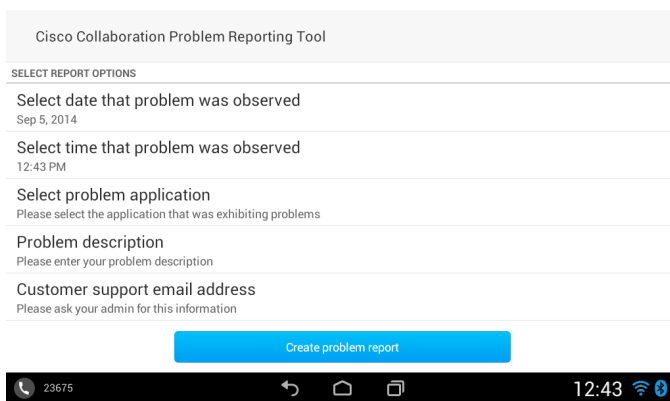 Cisco Collaboration Problem Reporting Tool
SELECT REPORT OPTIONS
Select date that problem was observed
Sep 5, 2014
Select time that problem was observed
12:43 PM
Select problem application
Please select the application that was exhibiting problems
Problem description
Please enter your problem description
Customer support email address
Please ask your admin for this information
Create problem report
23675
12:43